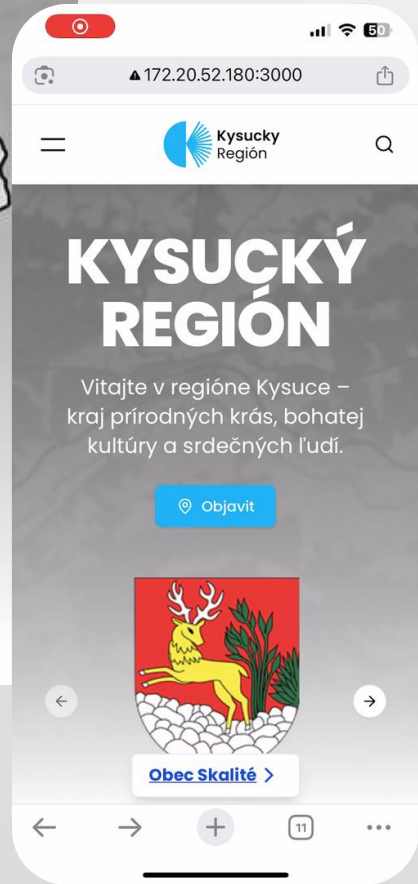 50
172.20.52.180:3000
Kysucky
Región
KYSUCKÝ
REGIÓN
Vitajte v regióne Kysuce –
kraj prírodných krás, bohatej
kultúry a srdečných ľudí.
Objavit
Obec Skalité
11